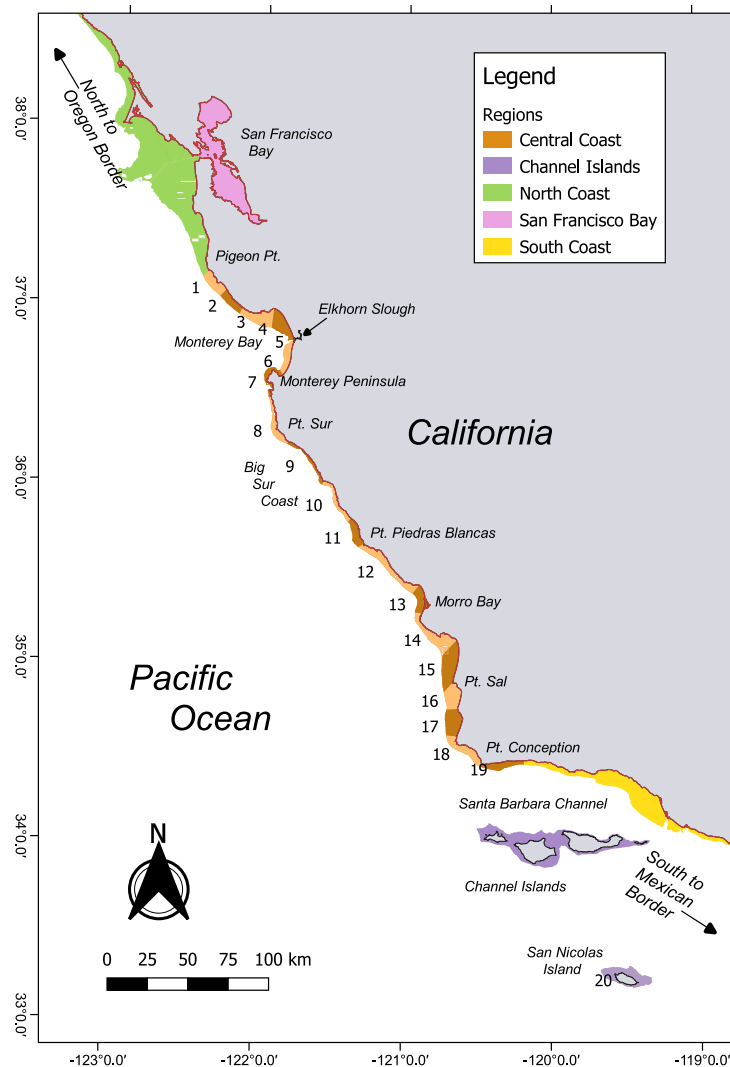 Legend
Regions
Central Coast
Channel Islands
North Coast
San Francisco Bay
South Coast
38°0.0'
37°0.0'
36°0.0'
35°0.0'
34°0.0'
33°0.0'
North to
Oregon Border
San Francisco
Bay
Pigeon Pt.
1
2
3
4
Elkhorn Slough
Monterey Bay
5
6
7
Monterey Peninsula
Pt. Sur
8
California
9
Big
Sur
Coast
10
11
Pt. Piedras Blancas
12
13
Morro Bay
14
Pacific
Ocean
15
Pt. Sal
16
17
18
Pt. Conception
19
Santa Barbara Channel
Channel Islands
South to
Mexican
Border
San Nicolas
Island
20
N
0 25 50 75 100 km
-123°0.0' -122°0.0' -121°0.0' -120°0.0' -119°0.0'